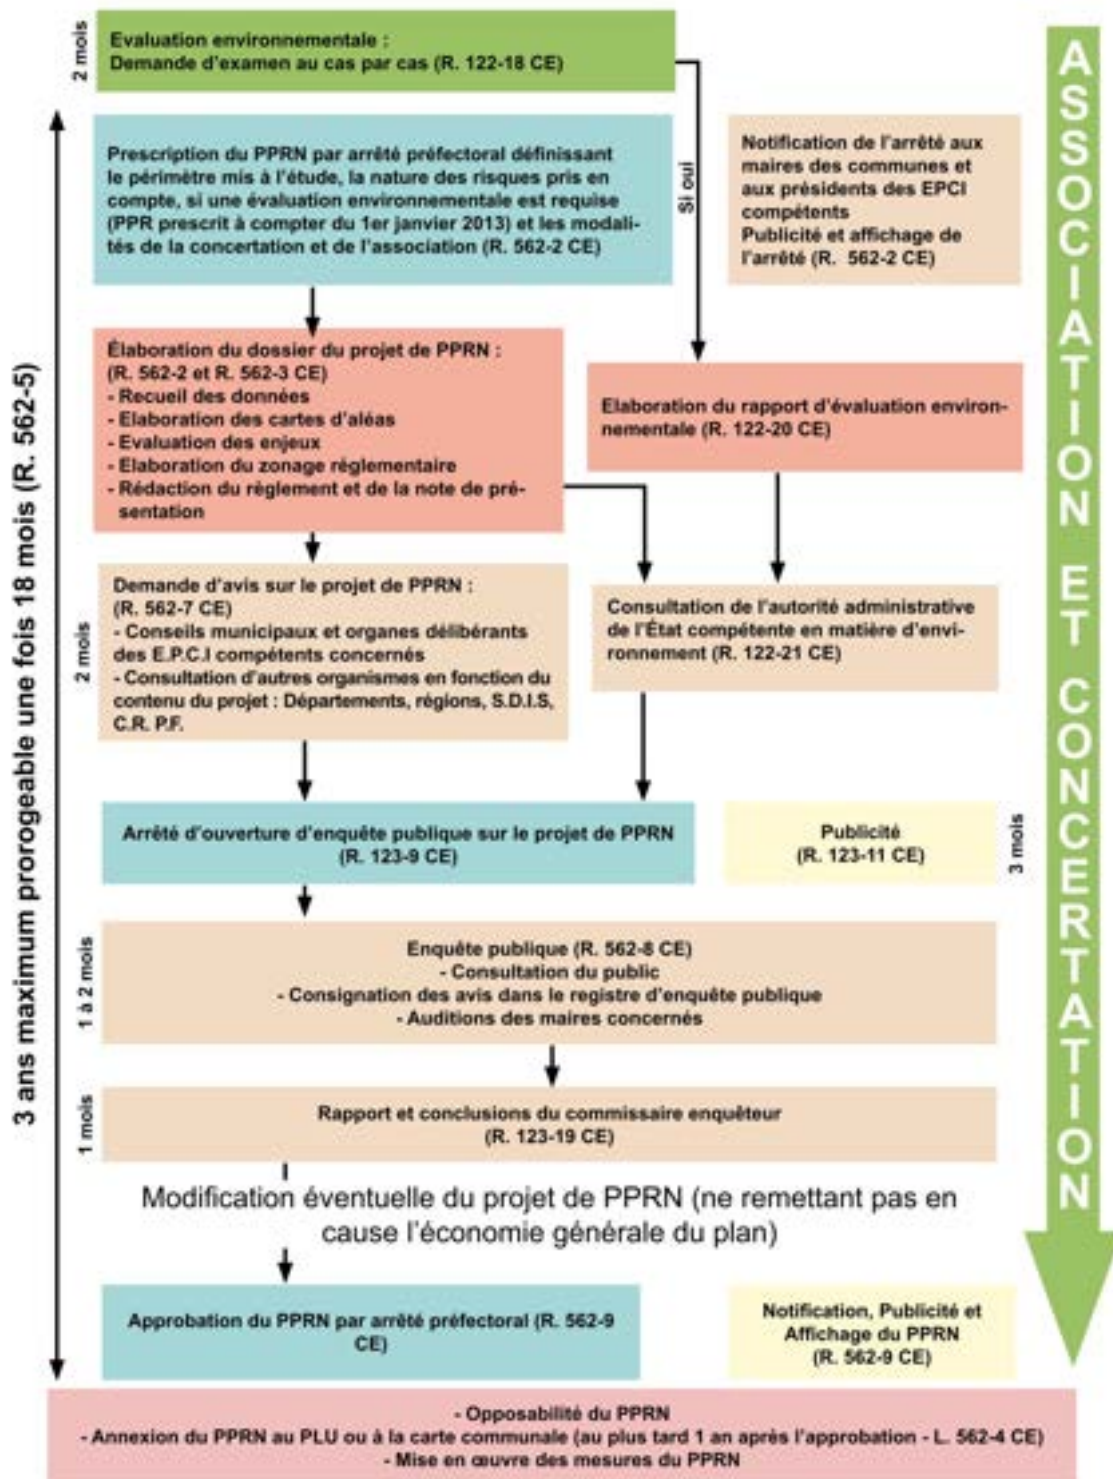 2 mois
Evaluation environnementale :
Demande d'examen au cas par cas (R. 122-18 CE)
3 ans maximum prorogeable une fois 18 mois (R. 562-5)
Prescription du PPRN par arrêté préfectoral définissant
le périmètre mis à l'étude, la nature des risques pris en
compte, si une évaluation environnementale est requise
(PPR prescrit à compter du 1er janvier 2013) et les modali-
tés de la concertation et de l'association (R. 562-2 CE)
Si oui
Notification de l'arrêté aux
maires des communes et
aux présidents des EPCI
compétents
Publicité et affichage de
l'arrêté (R. 562-2 CE)
Élaboration du dossier du projet de PPRN :
(R. 562-2 et R. 562-3 CE)
- Recueil des données
- Elaboration des cartes d'aléas
- Evaluation des enjeux
- Elaboration du zonage réglementaire
- Rédaction du règlement et de la note de pré-
sentation
Elaboration du rapport d'évaluation environ-
nementale (R. 122-20 CE)
2 mois
Demande d'avis sur le projet de PPRN :
(R. 562-7 CE)
- Conseils municipaux et organes délibérants
des E.P.C.I compétents concernés
- Consultation d'autres organismes en fonction du
contenu du projet : Départements, régions, S.D.I.S,
C.R. P.F.
Consultation de l'autorité administrative
de l'État compétente en matière d'envi-
ronnement (R. 122-21 CE)
Arrêté d'ouverture d'enquête publique sur le projet de PPRN
(R. 123-9 CE)
Publicité
(R. 123-11 CE)
3 mois
1 à 2 mois
Enquête publique (R. 562-8 CE)
- Consultation du public
- Consignation des avis dans le registre d'enquête publique
- Auditions des maires concernés
1 mois
Rapport et conclusions du commissaire enquêteur
(R. 123-19 CE)
Modification éventuelle du projet de PPRN (ne remettant pas en
cause l'économie générale du plan)
Approbation du PPRN par arrêté préfectoral (R. 562-9
CE)
Notification, Publicité et
Affichage du PPRN
(R. 562-9 CE)
- Opposabilité du PPRN
- Annexion du PPRN au PLU ou à la carte communale (au plus tard 1 an après l'approbation - L. 562-4 CE)
- Mise en œuvre des mesures du PPRN
ASSOCIATION ET CONCERTATION